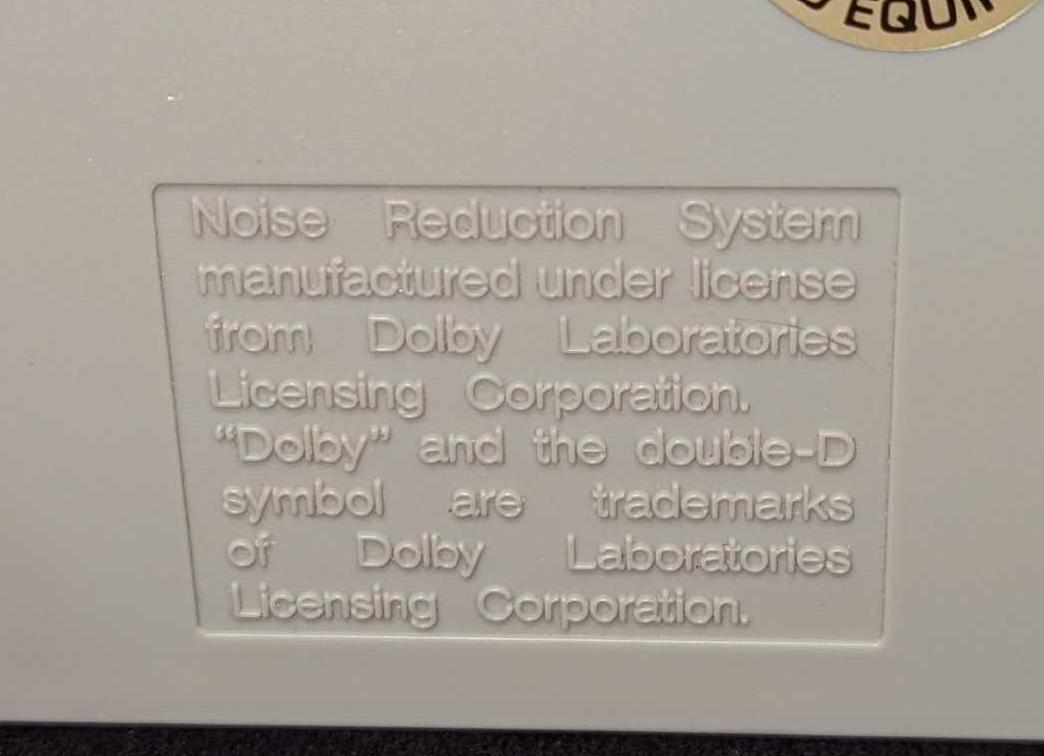 Noise Reduction System
manufactured under license
from Dolby Laboratories
Licensing Corporation.
“Dolby” and the double-D
symbol are trademarks
of Dolby Laboratories
Licensing Corporation.